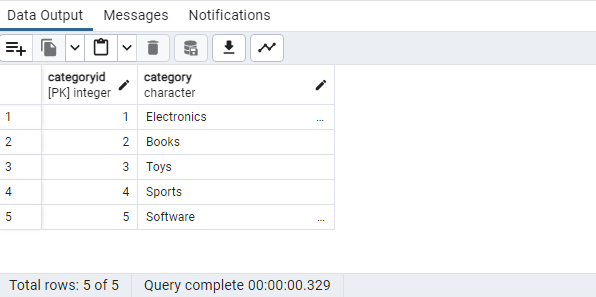 Data Output Messages Notifications
categoryid category
[PK] integer character
1 1 Electronics ...
2 2 Books
3 3 Toys
4 4 Sports
5 5 Software ...
Total rows: 5 of 5 Query complete 00:00:00.329